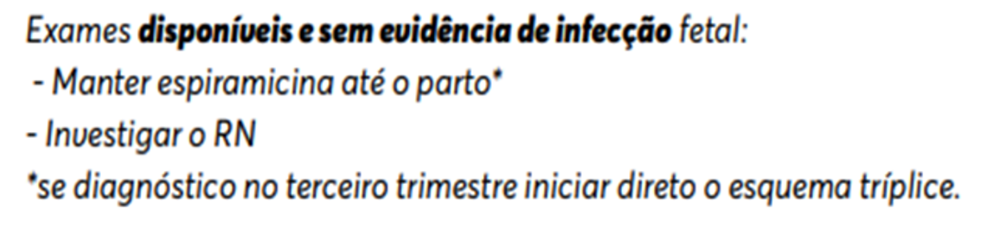 Exames disponíveis e sem evidência de infecção fetal:
- Manter espiramicina até o parto*
- Investigar o RN
*se diagnóstico no terceiro trimestre iniciar direto o esquema tríplice.